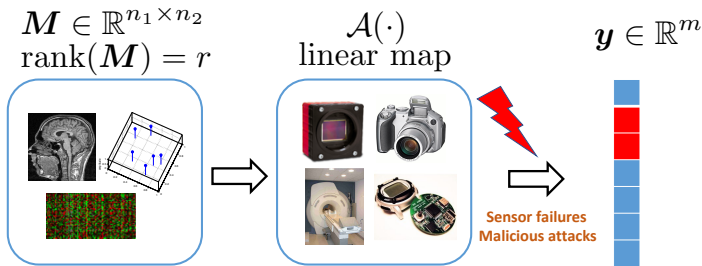 M ∈ ℝ^{n₁×n₂}
rank(M) = r
𝒜(·)
linear map
y ∈ ℝ^m
Sensor failures
Malicious attacks